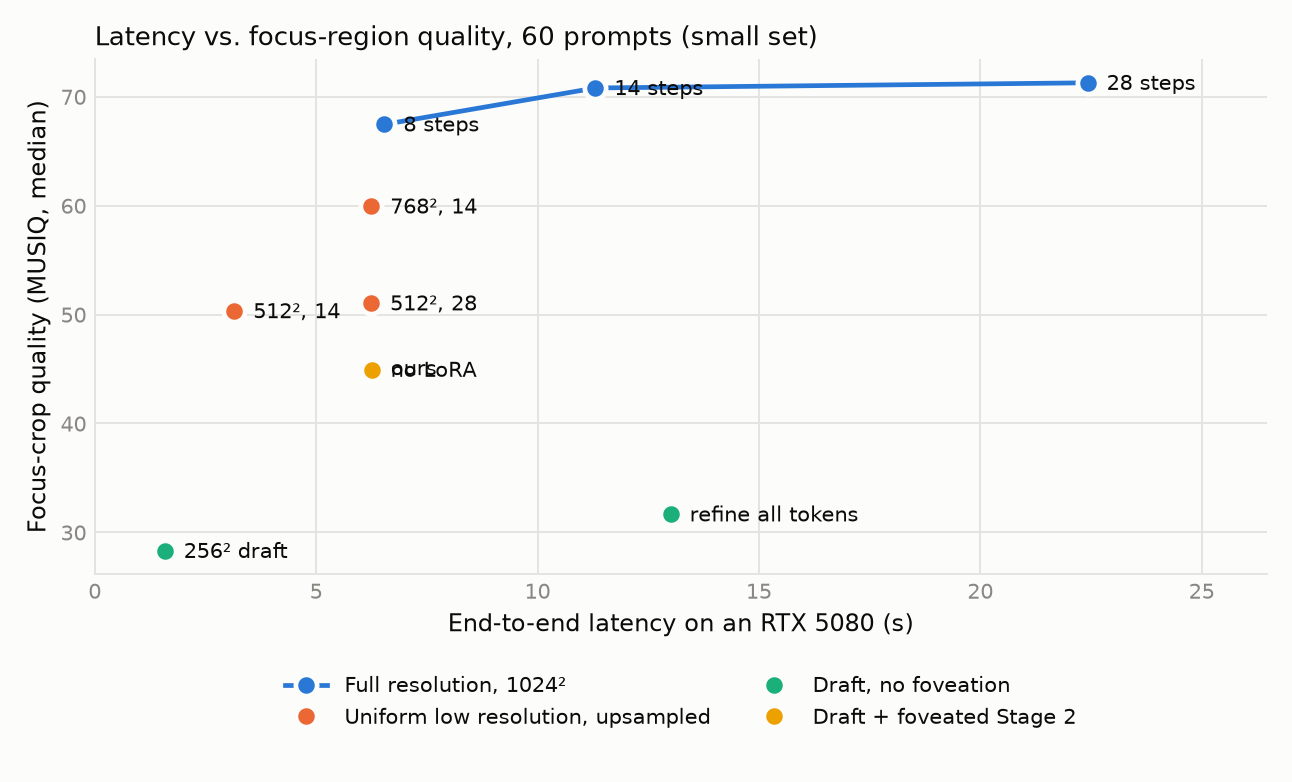 Latency vs. focus-region quality, 60 prompts (small set)
Focus-crop quality (MUSIQ, median)
70
60
50
40
30
28 steps
14 steps
8 steps
768², 14
512², 28
512², 14
ours
no LoRA
refine all tokens
256² draft
0 5 10 15 20 25
End-to-end latency on an RTX 5080 (s)
Full resolution, 1024²
Uniform low resolution, upsampled
Draft, no foveation
Draft + foveated Stage 2